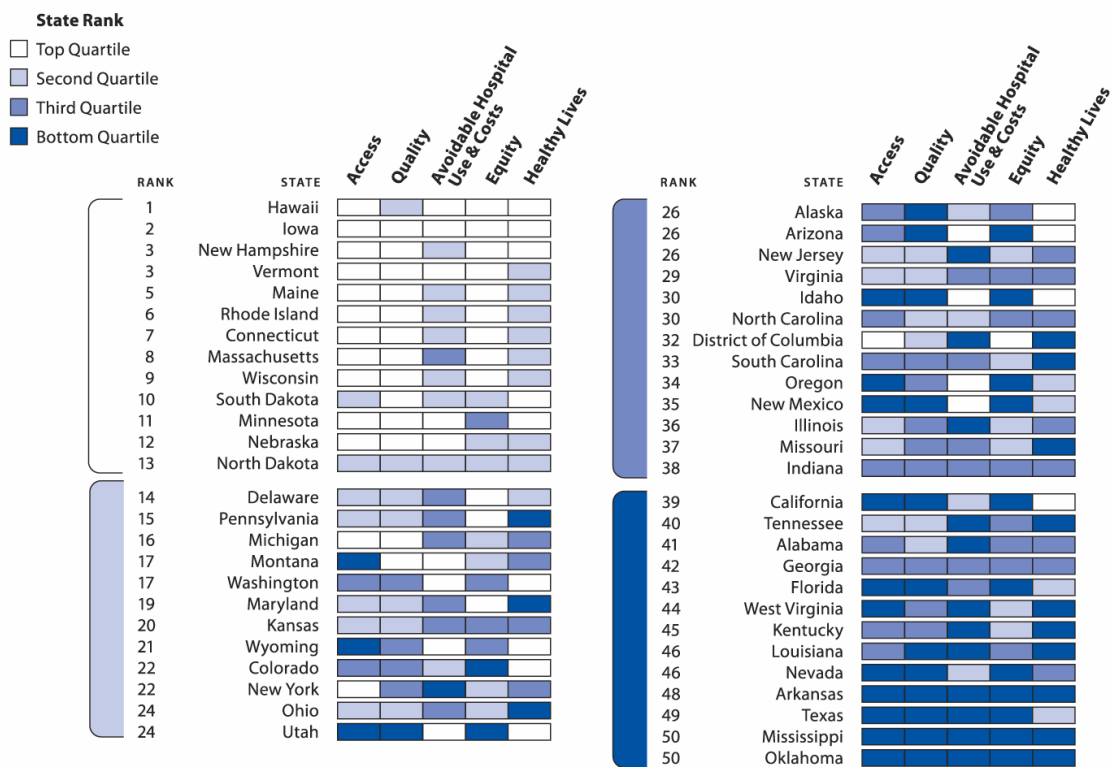 State Rank
Top Quartile
Second Quartile
Third Quartile
Bottom Quartile
RANK STATE Access Quality Avoidable Hospital Use & Costs Equity Healthy Lives
1 Hawaii
2 Iowa
3 New Hampshire
3 Vermont
5 Maine
6 Rhode Island
7 Connecticut
8 Massachusetts
9 Wisconsin
10 South Dakota
11 Minnesota
12 Nebraska
13 North Dakota
14 Delaware
15 Pennsylvania
16 Michigan
17 Montana
17 Washington
19 Maryland
20 Kansas
21 Wyoming
22 Colorado
22 New York
24 Ohio
24 Utah
RANK STATE Access Quality Avoidable Hospital Use & Costs Equity Healthy Lives
26 Alaska
26 Arizona
26 New Jersey
29 Virginia
30 Idaho
30 North Carolina
32 District of Columbia
33 South Carolina
34 Oregon
35 New Mexico
36 Illinois
37 Missouri
38 Indiana
39 California
40 Tennessee
41 Alabama
42 Georgia
43 Florida
44 West Virginia
45 Kentucky
46 Louisiana
46 Nevada
48 Arkansas
49 Texas
50 Mississippi
50 Oklahoma